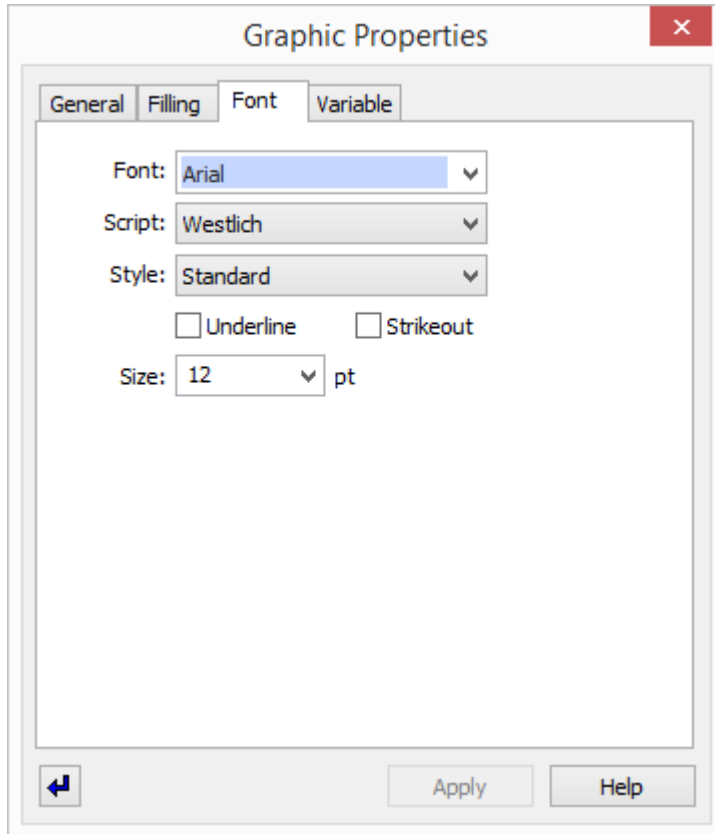 Graphic Properties
General Filling Font Variable
Font: Arial
Script: Westlich
Style: Standard
Underline Strikeout
Size: 12 pt
Apply Help